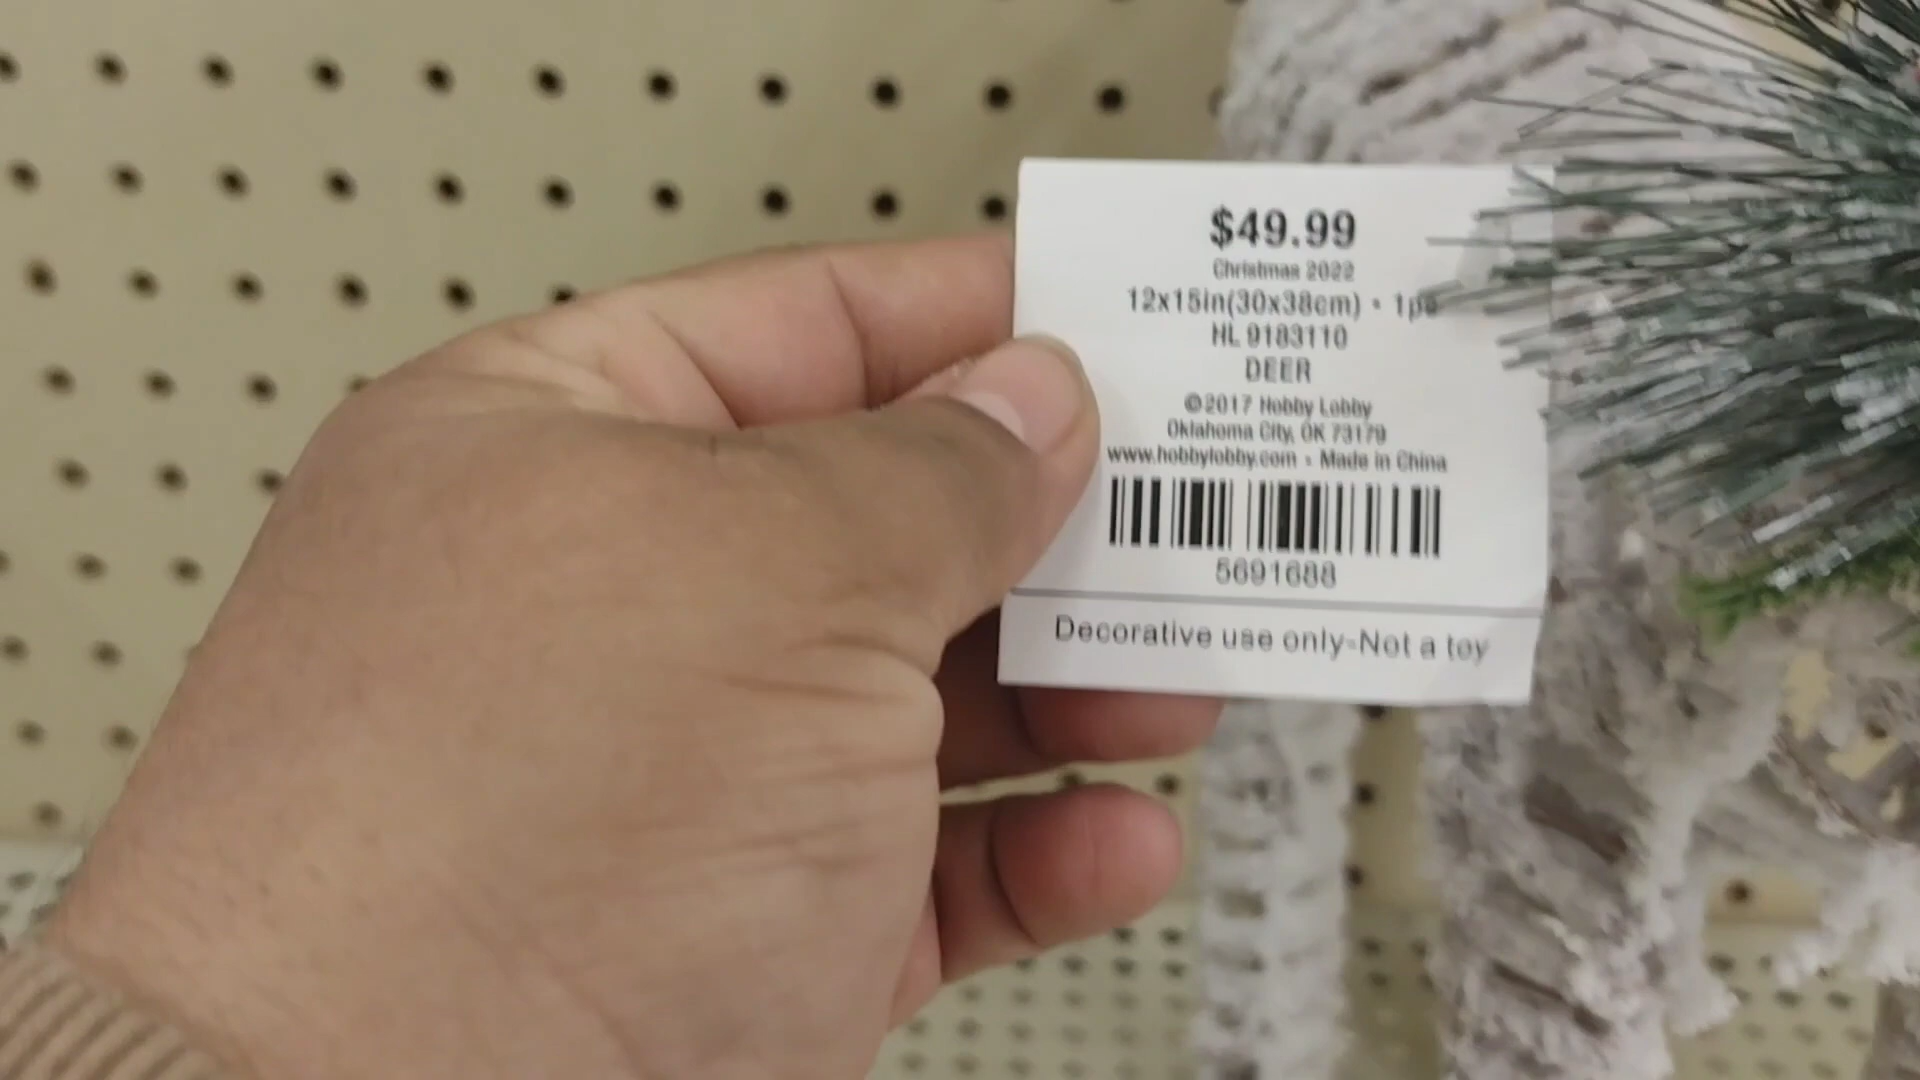 $49.99
Christmas 2022
12x15in(30x38cm) • 1pc
HL 9183110
DEER
©2017 Hobby Lobby
Oklahoma City, OK 73179
www.hobbylobby.com • Made in China
5691688
Decorative use only-Not a toy